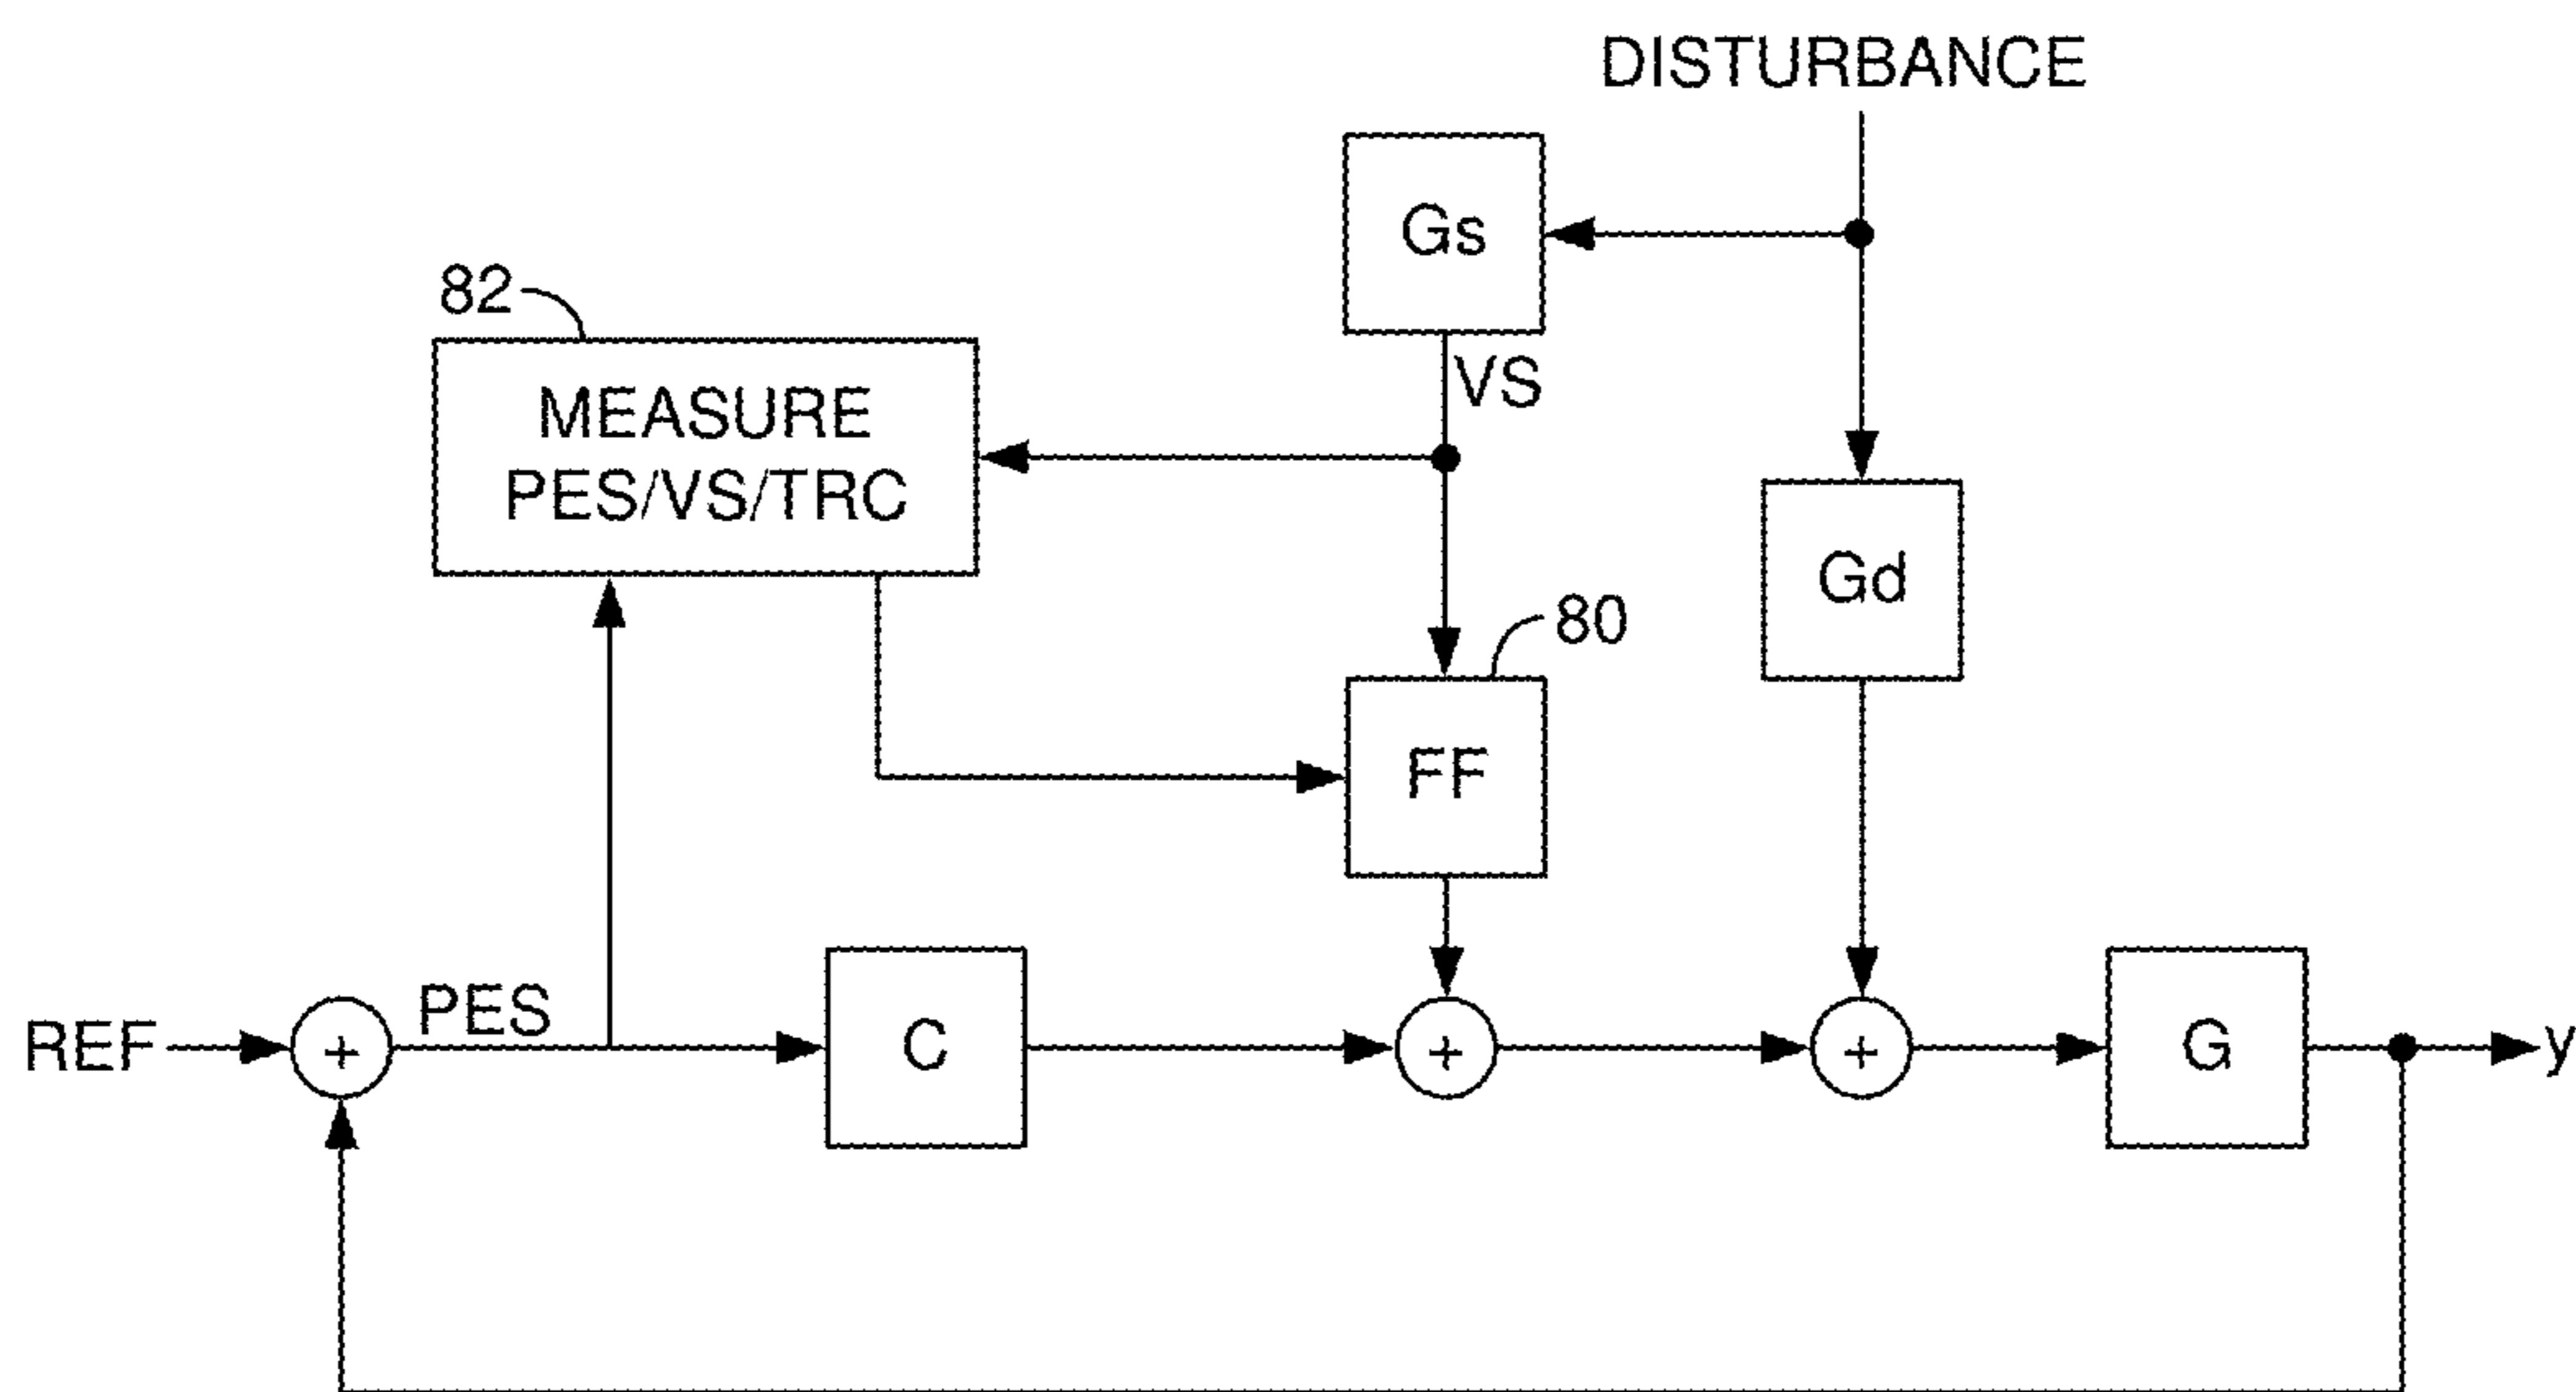 DISTURBANCE
Gs
82
VS
MEASURE
PES/VS/TRC
Gd
80
FF
PES
REF
+
C
+
+
G
y